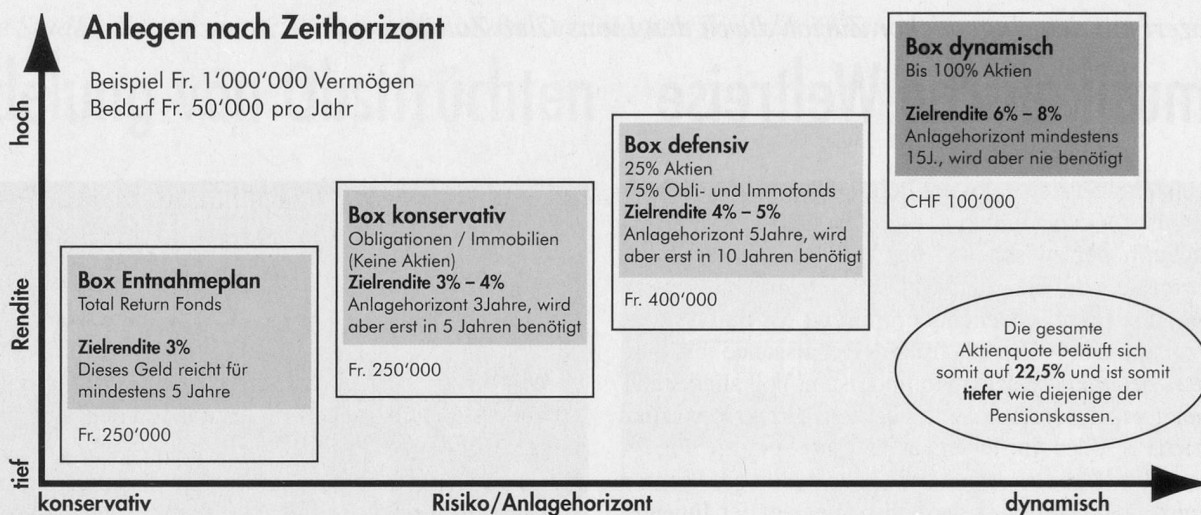 Anlegen nach Zeithorizont
Beispiel Fr. 1‘000‘000 Vermögen
Bedarf Fr. 50‘000 pro Jahr
hoch
Rendite
tief
Box Entnahmeplan
Total Return Fonds
Zielrendite 3%
Dieses Geld reicht für
mindestens 5 Jahre
Fr. 250‘000
Box konservativ
Obligationen / Immobilien
(Keine Aktien)
Zielrendite 3% – 4%
Anlagehorizont 3Jahre, wird
aber erst in 5 Jahren benötigt
Fr. 250‘000
Box defensiv
25% Aktien
75% Obli- und Immofonds
Zielrendite 4% – 5%
Anlagehorizont 5Jahre, wird
aber erst in 10 Jahren benötigt
Fr. 400‘000
Box dynamisch
Bis 100% Aktien
Zielrendite 6% – 8%
Anlagehorizont mindestens
15J., wird aber nie benötigt
CHF 100‘000
Die gesamte
Aktienquote beläuft sich
somit auf 22,5% und ist somit
tiefer wie diejenige der
Pensionskassen.
konservativ
Risiko/Anlagehorizont
dynamisch